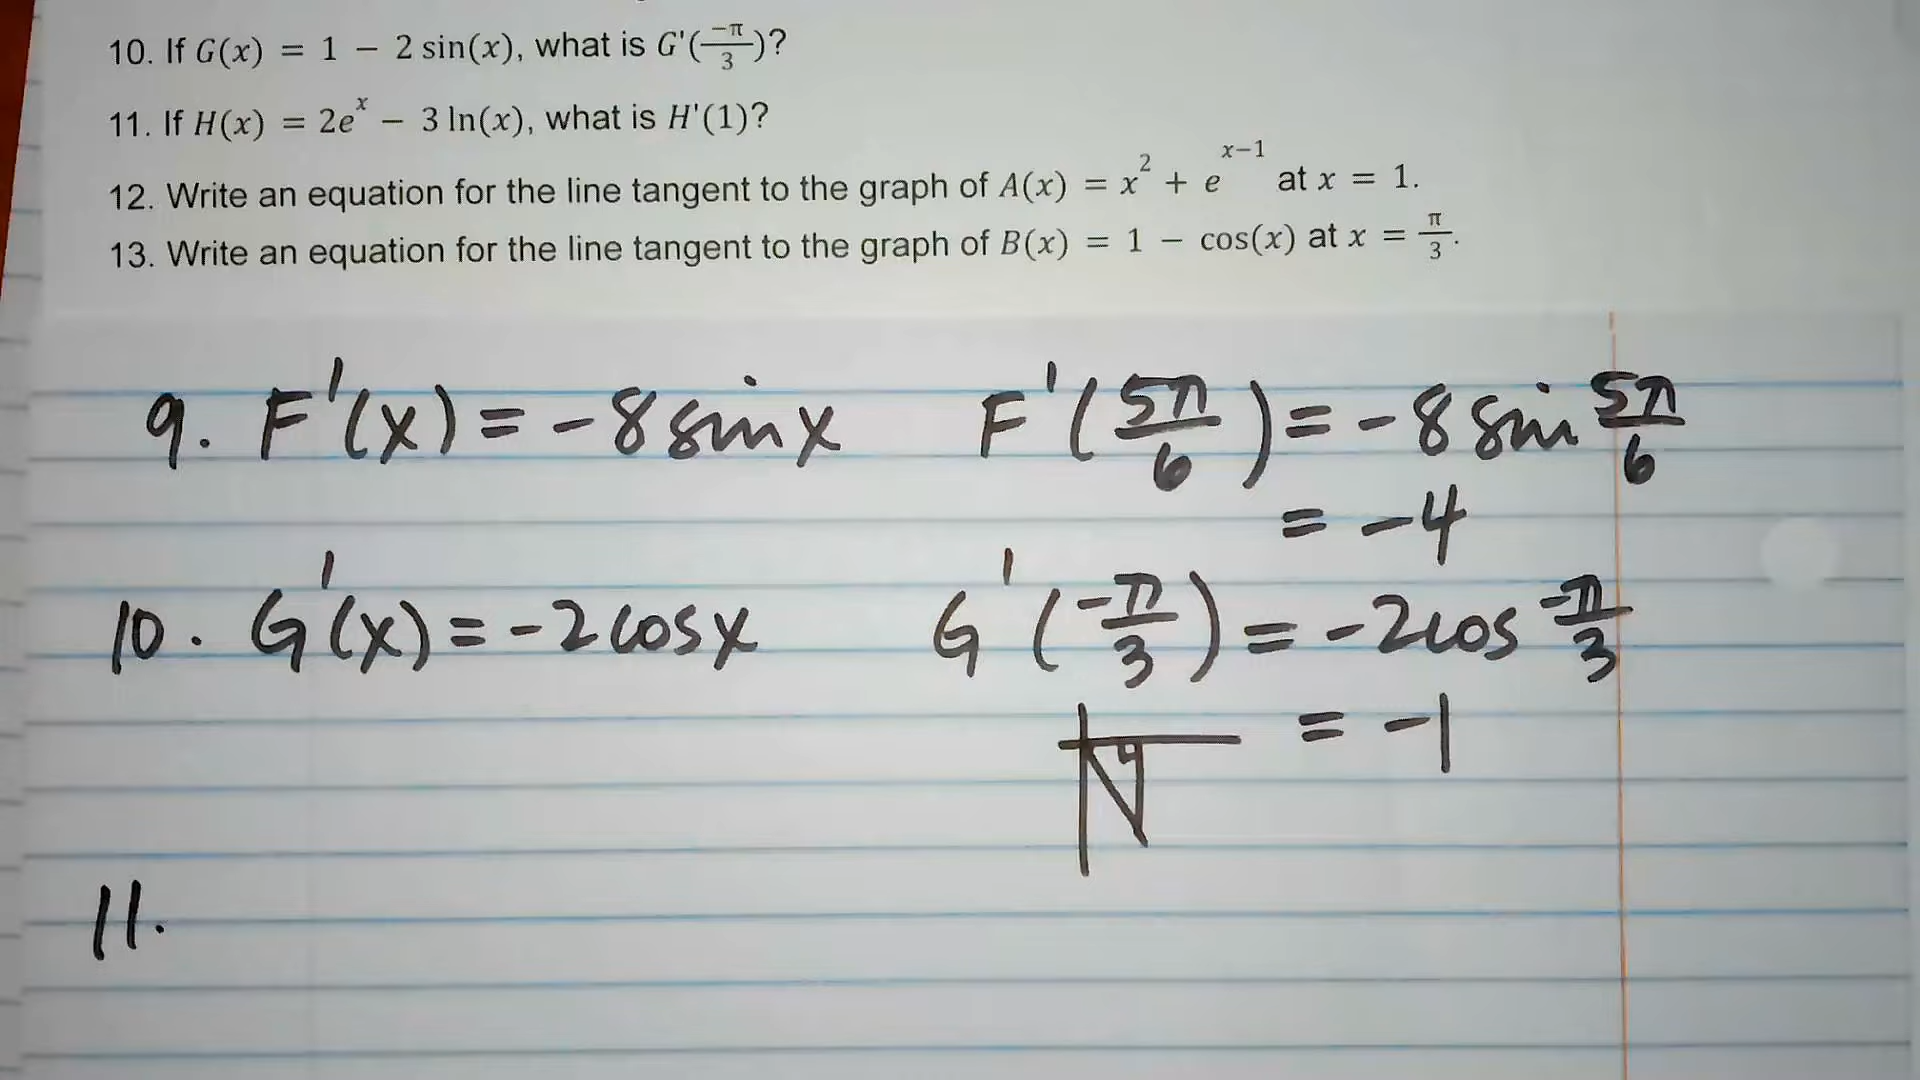 10. If G(x) = 1 − 2 sin(x), what is G'(−π/3)?
11. If H(x) = 2e^x − 3 ln(x), what is H'(1)?
12. Write an equation for the line tangent to the graph of A(x) = x^2 + e^(x−1) at x = 1.
13. Write an equation for the line tangent to the graph of B(x) = 1 − cos(x) at x = π/3.
9. F'(x) = -8 sin x F'(5π/6) = -8 sin 5π/6
= -4
10. G'(x) = -2 cos x G'(-π/3) = -2 cos -π/3
= -1
11.